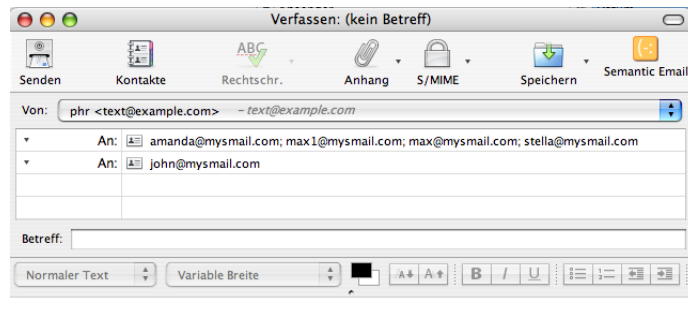 Verfassen: (kein Betreff)
ABC
Senden Kontakte Rechtschr. Anhang S/MIME Speichern Semantic Email
Von: phr <text@example.com> – text@example.com
An: amanda@mysmail.com; max1@mysmail.com; max@mysmail.com; stella@mysmail.com
An: john@mysmail.com
Betreff:
Normaler Text Variable Breite A A B I U